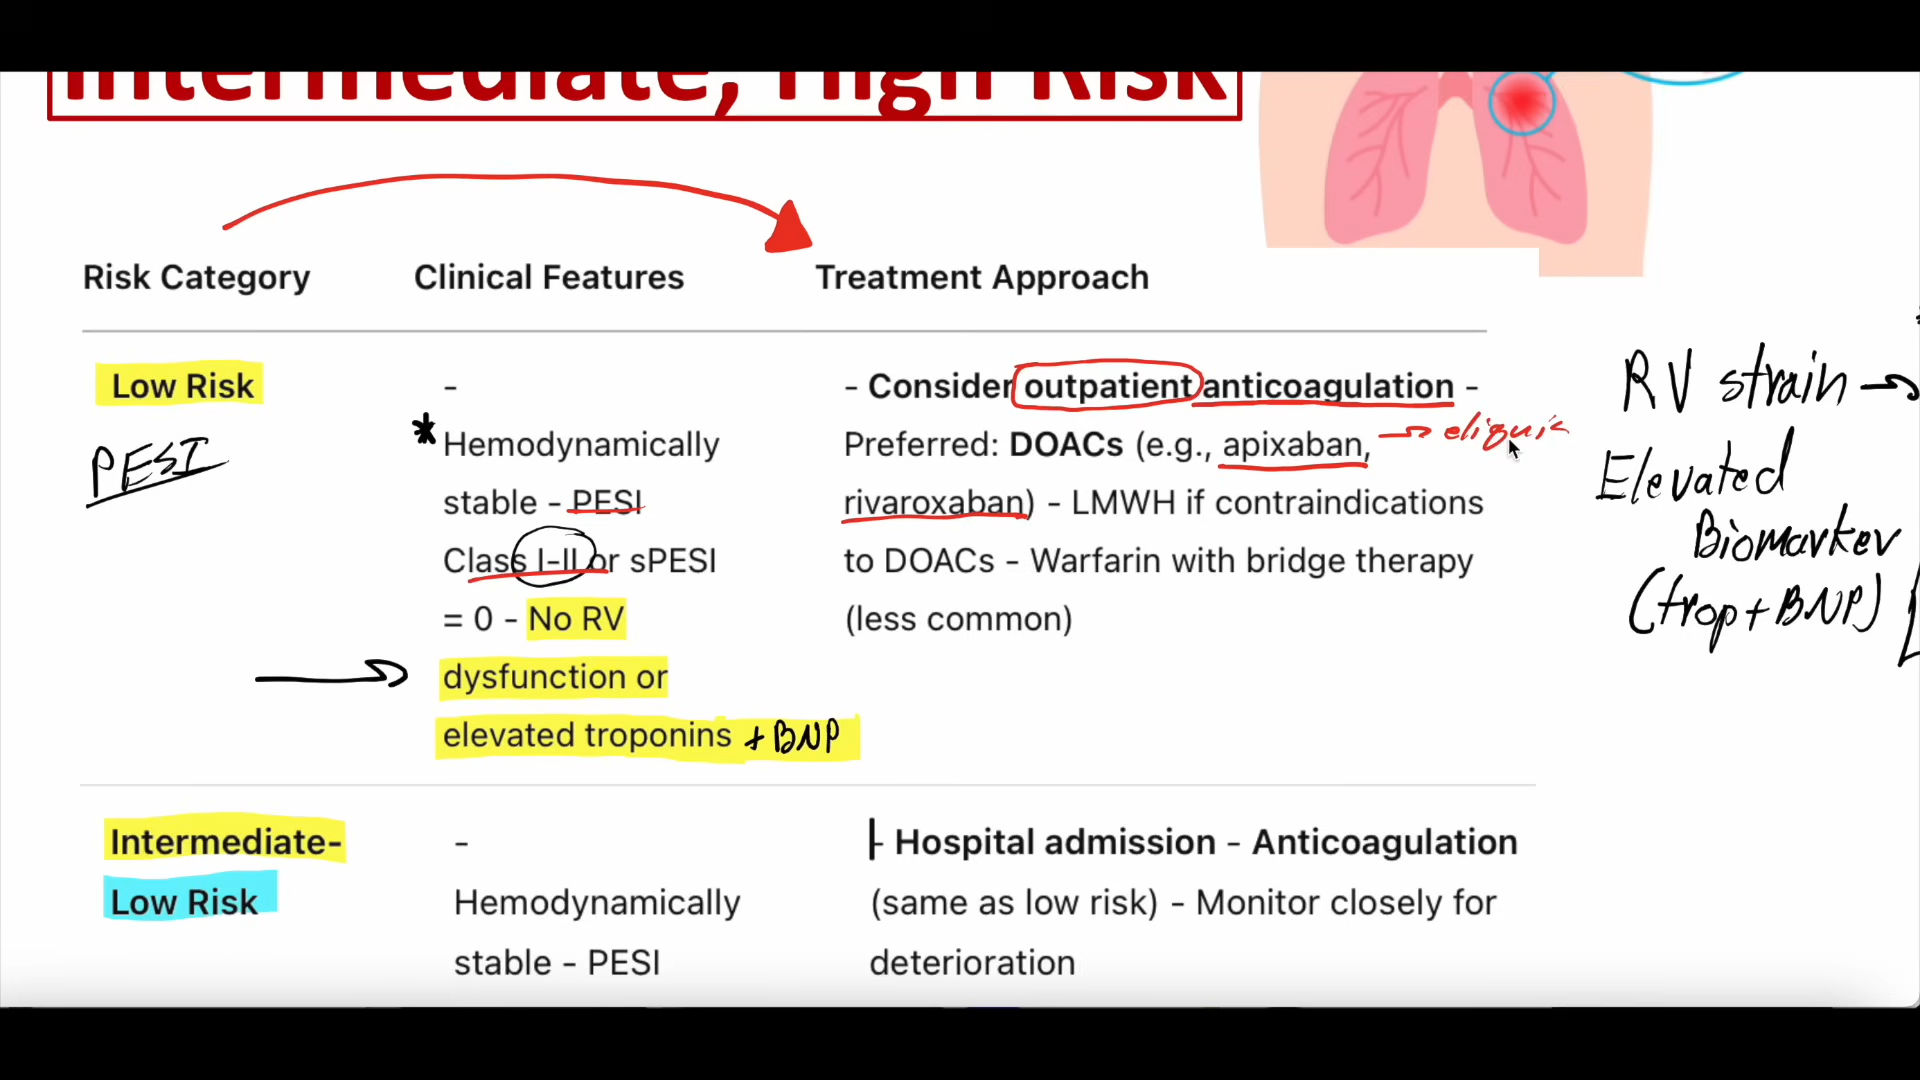 Intermediate, High Risk
Risk Category Clinical Features Treatment Approach
Low Risk
PESI
-
* Hemodynamically
stable - PESI
Class I-II or sPESI
= 0 - No RV
dysfunction or
elevated troponins + BNP
- Consider outpatient anticoagulation -
Preferred: DOACs (e.g., apixaban, → eliquis
rivaroxaban) - LMWH if contraindications
to DOACs - Warfarin with bridge therapy
(less common)
RV strain →
Elevated
Biomarker
(trop + BNP)
Intermediate-
Low Risk
-
Hemodynamically
stable - PESI
- Hospital admission - Anticoagulation
(same as low risk) - Monitor closely for
deterioration